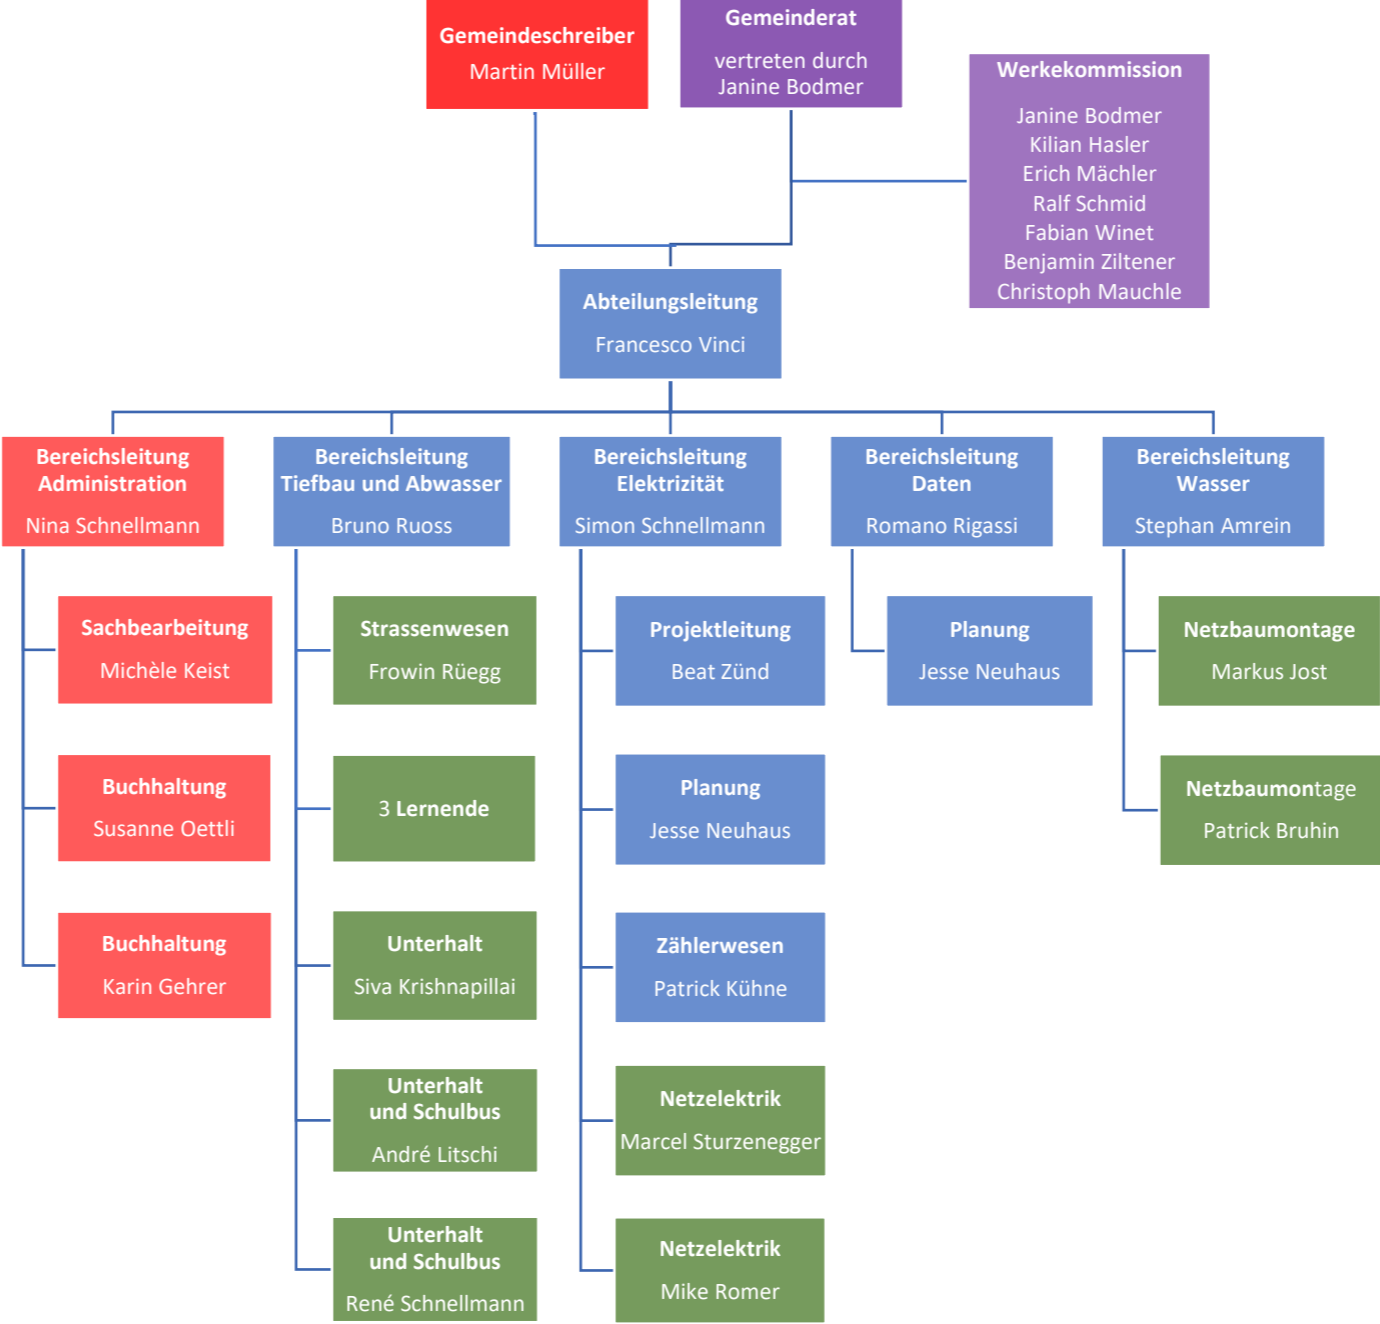 Gemeindeschreiber
Martin Müller
Gemeinderat
vertreten durch
Janine Bodmer
Werkekommission
Janine Bodmer
Kilian Hasler
Erich Mächler
Ralf Schmid
Fabian Winet
Benjamin Ziltener
Christoph Mauchle
Abteilungsleitung
Francesco Vinci
Bereichsleitung
Administration
Nina Schnellmann
Bereichsleitung
Tiefbau und Abwasser
Bruno Ruoss
Bereichsleitung
Elektrizität
Simon Schnellmann
Bereichsleitung
Daten
Romano Rigassi
Bereichsleitung
Wasser
Stephan Amrein
Sachbearbeitung
Michèle Keist
Buchhaltung
Susanne Oettli
Buchhaltung
Karin Gehrer
Strassenwesen
Frowin Rüegg
3 Lernende
Unterhalt
Siva Krishnapillai
Unterhalt
und Schulbus
André Litschi
Unterhalt
und Schulbus
René Schnellmann
Projektleitung
Beat Zünd
Planung
Jesse Neuhaus
Zählerwesen
Patrick Kühne
Netzelektrik
Marcel Sturzenegger
Netzelektrik
Mike Romer
Planung
Jesse Neuhaus
Netzbaumontage
Markus Jost
Netzbaumontage
Patrick Bruhin